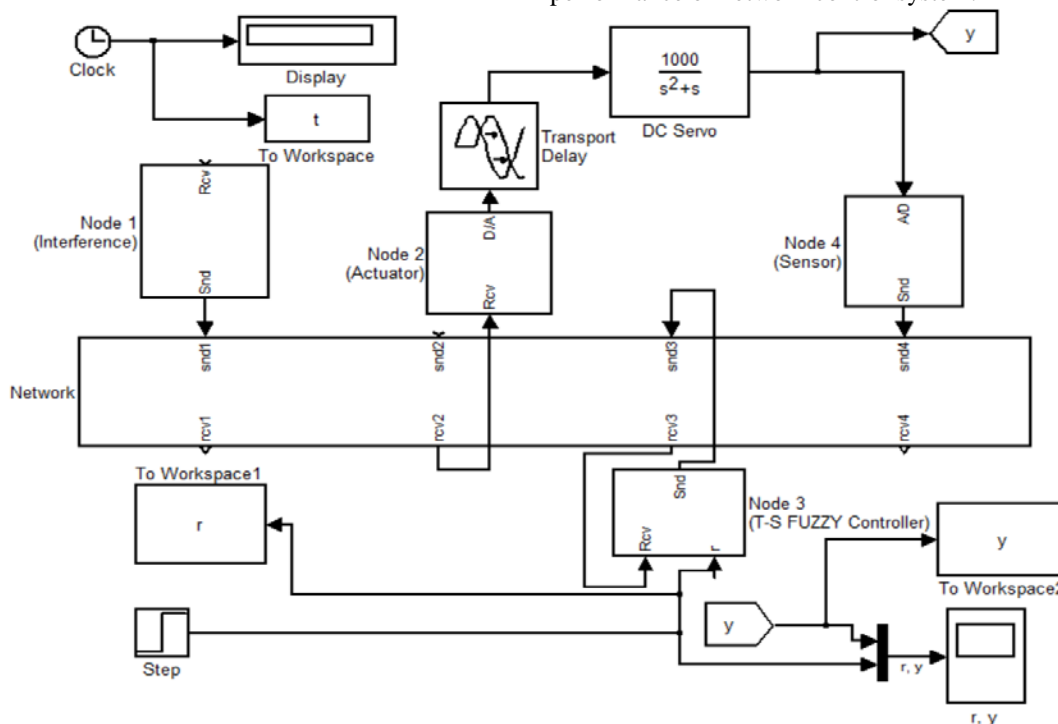 Clock
Display
t
To Workspace
Node 1
(Interference)
Rcv
Snd
Node 2
(Actuator)
D/A
Rcv
Transport
Delay
1000
s²+s
DC Servo
y
Node 4
(Sensor)
A/D
Snd
Network
snd1
snd2
snd3
snd4
rcv1
rcv2
rcv3
rcv4
To Workspace1
r
Node 3
(T-S FUZZY Controller)
Snd
Rcv
r
Step
y
y
To Workspace2
r, y
r, y